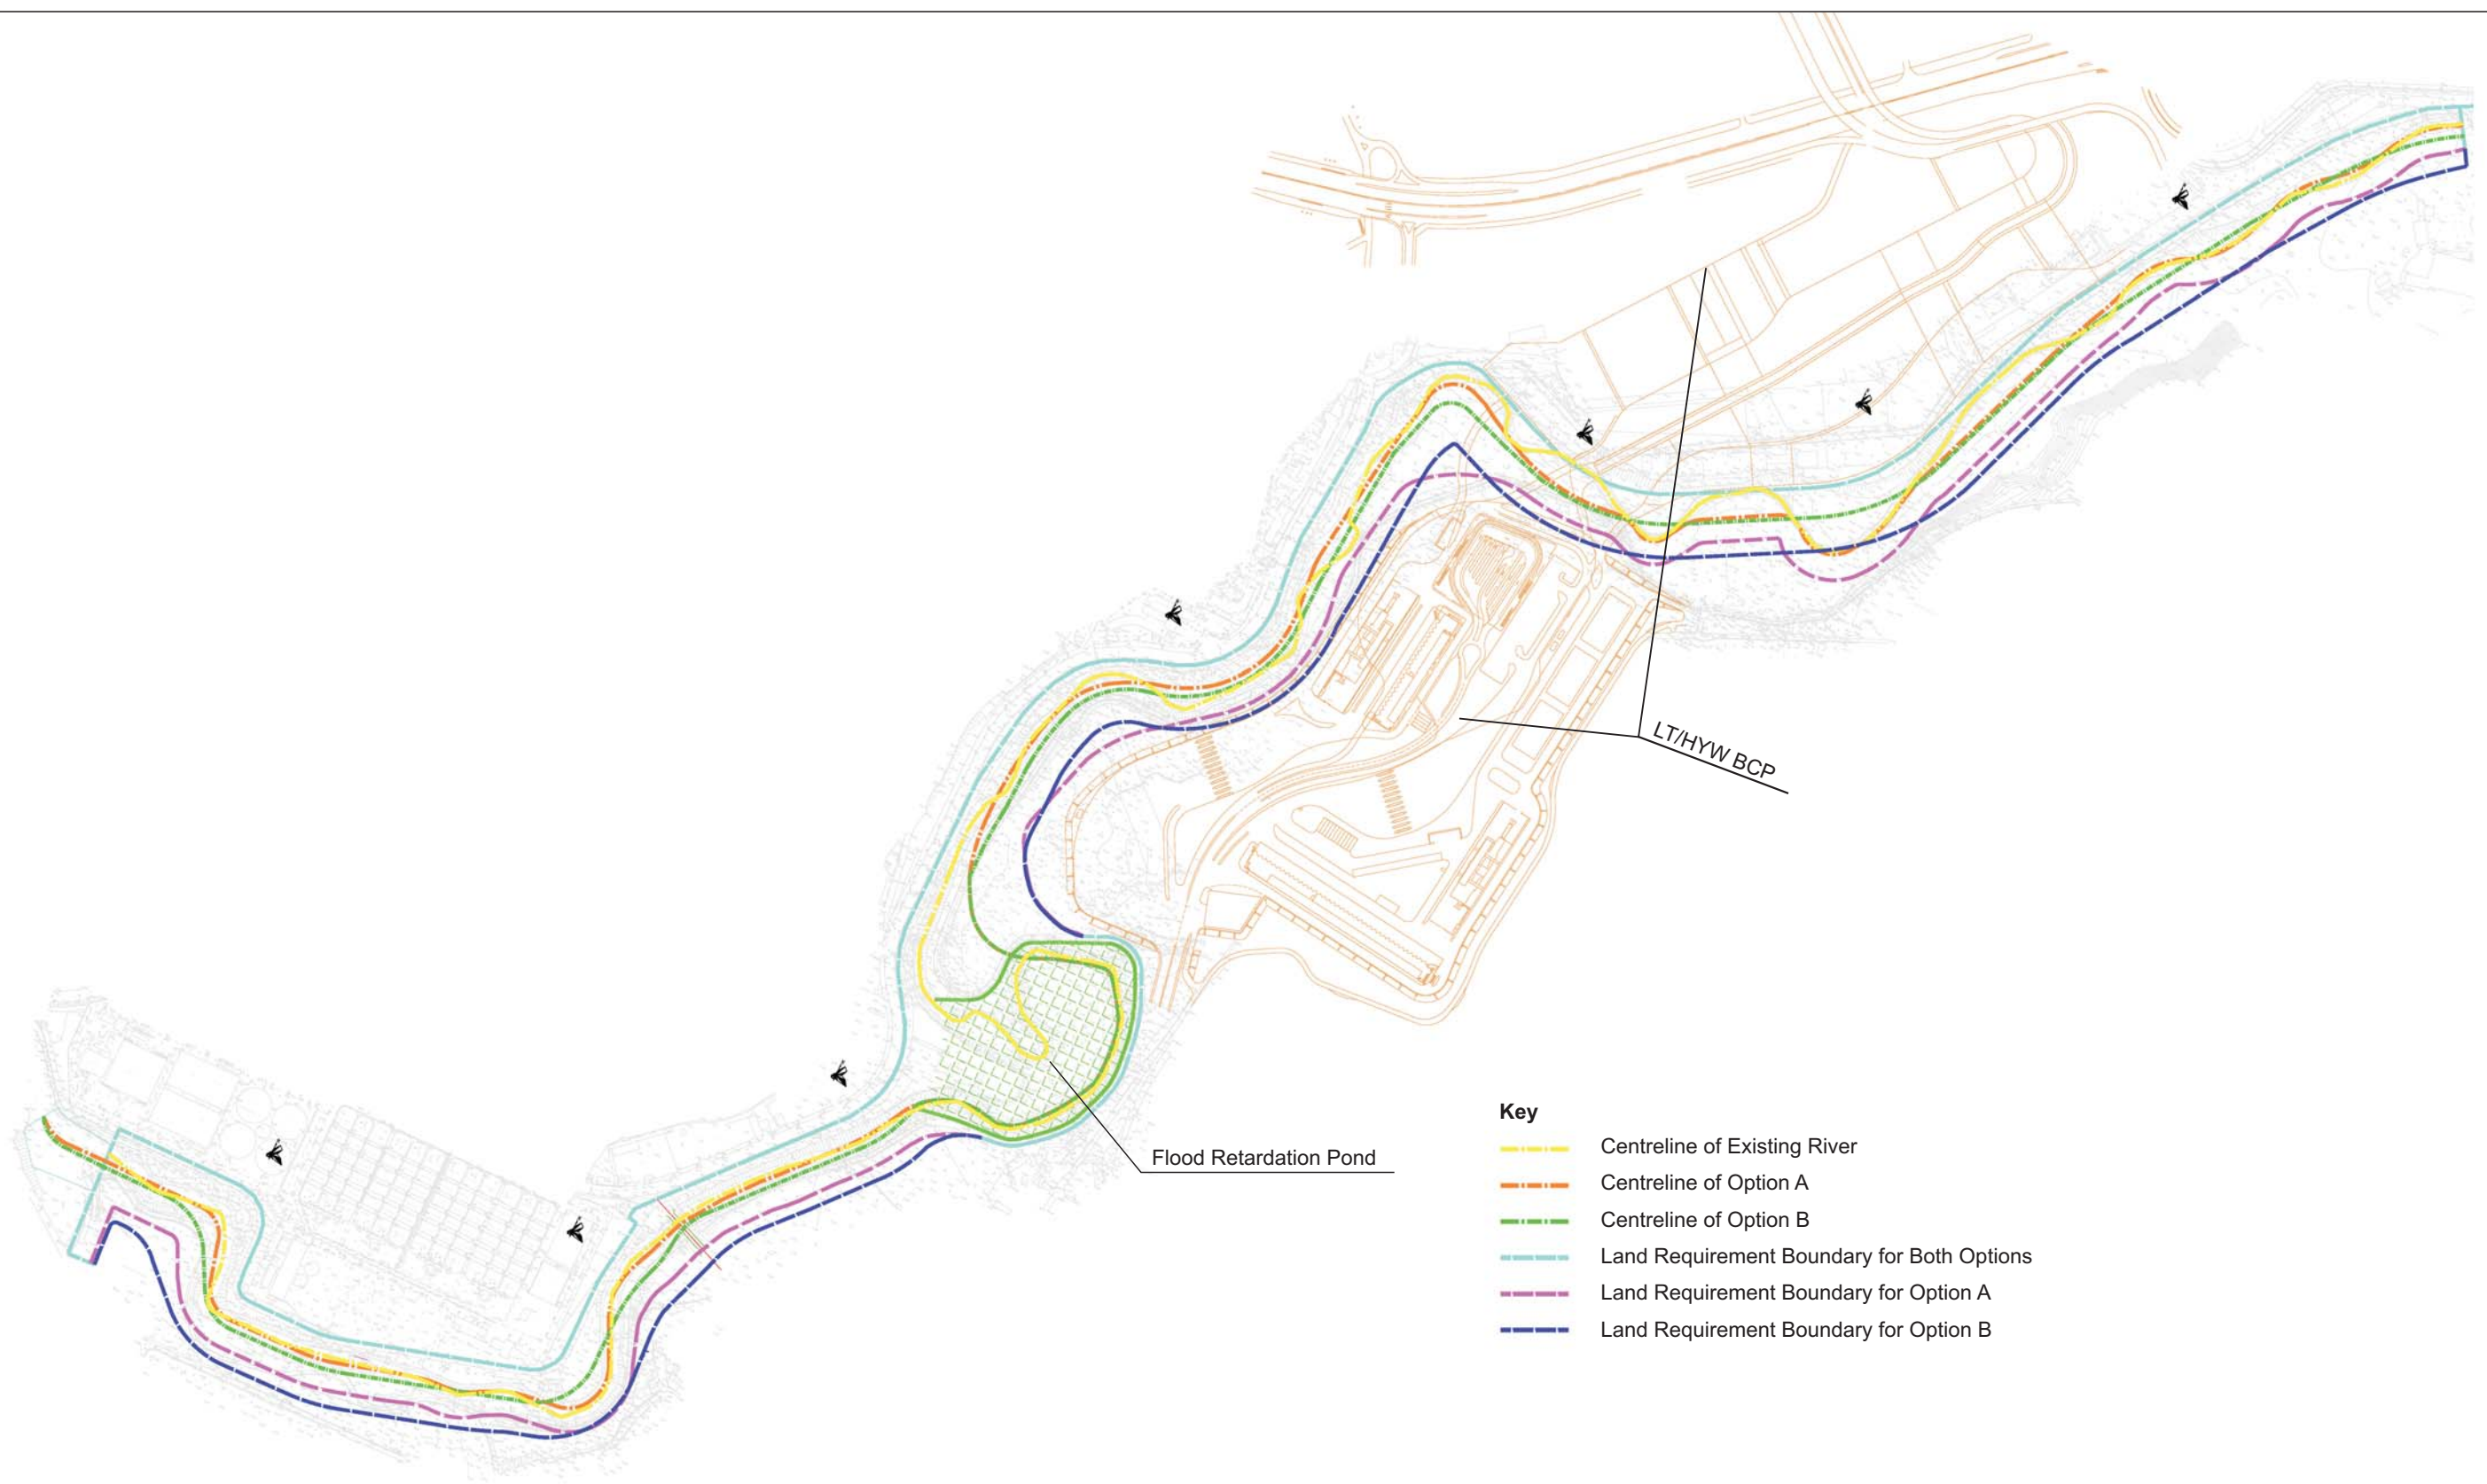 LT/HYW BCP
Flood Retardation Pond
Key
Centreline of Existing River
Centreline of Option A
Centreline of Option B
Land Requirement Boundary for Both Options
Land Requirement Boundary for Option A
Land Requirement Boundary for Option B